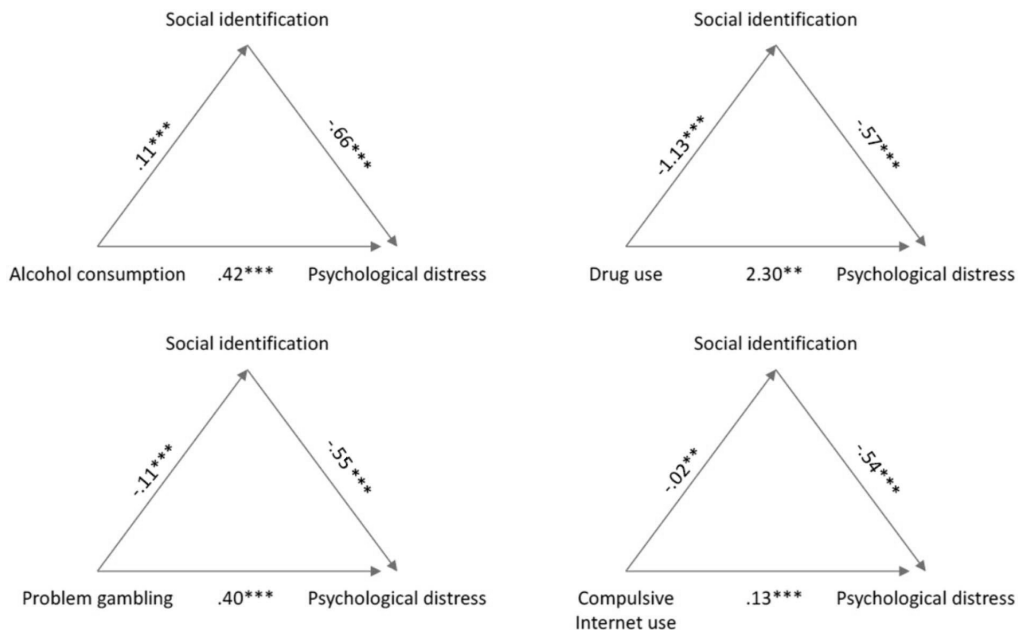 Social identification
.11***
-.66***
Alcohol consumption .42*** Psychological distress
Social identification
-1.13***
-.57***
Drug use 2.30** Psychological distress
Social identification
-.11***
-.55 ***
Problem gambling .40*** Psychological distress
Social identification
-.02**
-.54***
Compulsive .13*** Psychological distress
Internet use